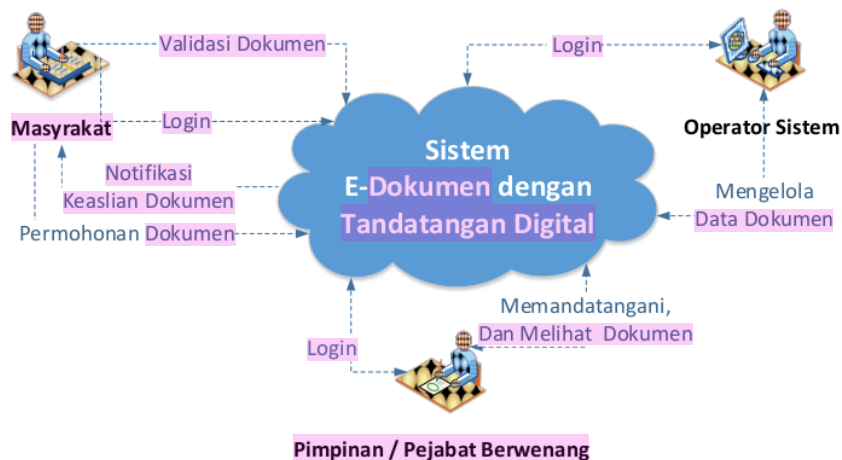 Validasi Dokumen
Login
Masyrakat
Login
Operator Sistem
Sistem
E-Dokumen dengan
Tandatangan Digital
Notifikasi
Keaslian Dokumen
Permohonan Dokumen
Mengelola
Data Dokumen
Memandatangani,
Dan Melihat Dokumen
Login
Pimpinan / Pejabat Berwenang